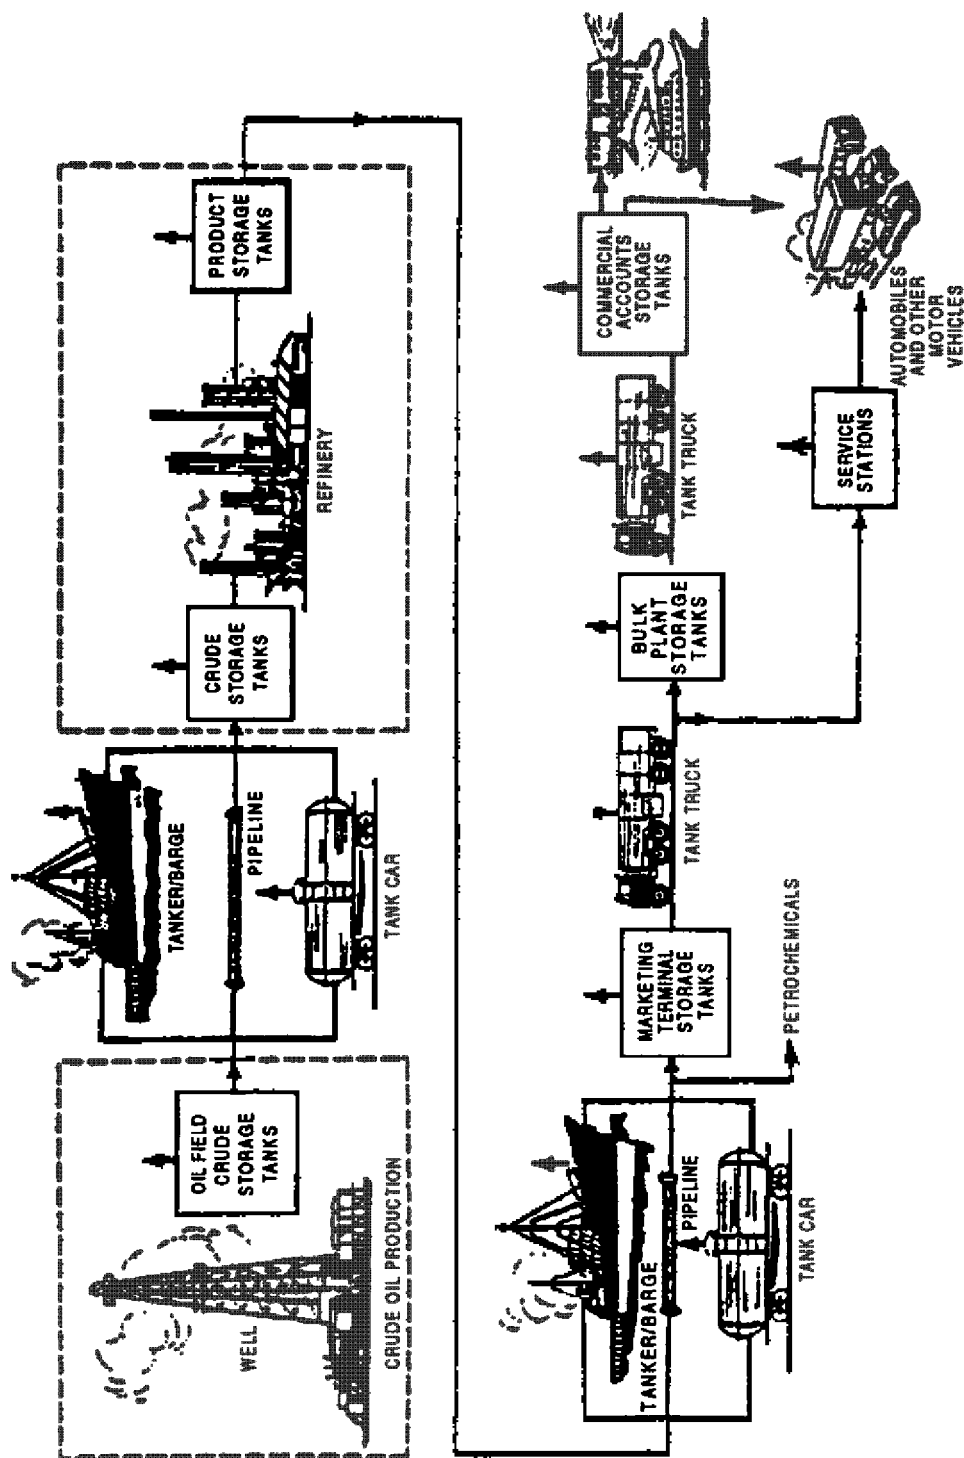 WELL
CRUDE OIL PRODUCTION
OIL FIELD
CRUDE
STORAGE
TANKS
TANKER/BARGE
PIPELINE
TANK CAR
CRUDE
STORAGE
TANKS
REFINERY
PRODUCT
STORAGE
TANKS
TANKER/BARGE
PIPELINE
TANK CAR
PETROCHEMICALS
MARKETING
TERMINAL
STORAGE
TANKS
TANK TRUCK
BULK
PLANT
STORAGE
TANKS
TANK TRUCK
COMMERCIAL
ACCOUNTS
STORAGE
TANKS
SERVICE
STATIONS
AUTOMOBILES
AND OTHER
MOTOR
VEHICLES